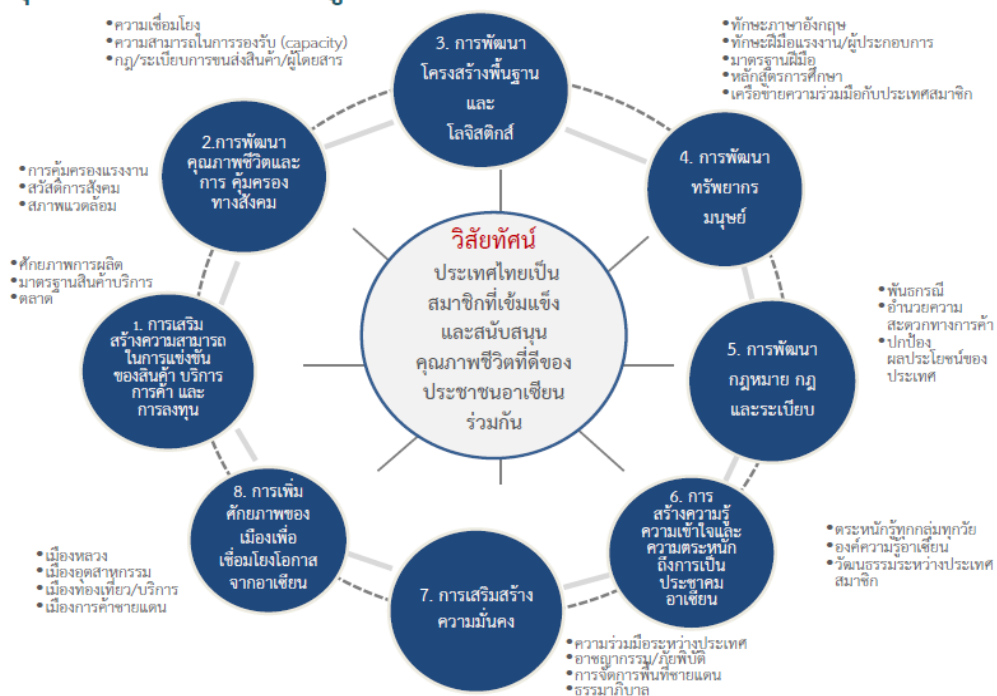 วิสัยทัศน์
ประเทศไทยเป็น
สมาชิกที่เข้มแข็ง
และสนับสนุน
คุณภาพชีวิตที่ดีของ
ประชาชนอาเซียน
ร่วมกัน
1. การเสริม
สร้างความสามารถ
ในการแข่งขัน
ของสินค้า บริการ
การค้า และ
การลงทุน
•ศักยภาพการผลิต
•มาตรฐานสินค้าบริการ
•ตลาด
2.การพัฒนา
คุณภาพชีวิตและ
การ คุ้มครอง
ทางสังคม
•การคุ้มครองแรงงาน
•สวัสดิการสังคม
•สภาพแวดล้อม
3. การพัฒนา
โครงสร้างพื้นฐาน
และ
โลจิสติกส์
•ความเชื่อมโยง
•ความสามารถในการรองรับ (capacity)
•กฎ/ระเบียบการขนส่งสินค้า/ผู้โดยสาร
4. การพัฒนา
ทรัพยากร
มนุษย์
•ทักษะภาษาอังกฤษ
•ทักษะฝีมือแรงงาน/ผู้ประกอบการ
•มาตรฐานฝีมือ
•หลักสูตรการศึกษา
•เครือข่ายความร่วมมือกับประเทศสมาชิก
5. การพัฒนา
กฎหมาย กฎ
และระเบียบ
•พันธกรณี
•อำนวยความ
สะดวกทางการค้า
•ปกป้อง
ผลประโยชน์ของ
ประเทศ
6. การ
สร้างความรู้
ความเข้าใจและ
ความตระหนัก
ถึงการเป็น
ประชาคม
อาเซียน
•ตระหนักรู้ทุกกลุ่มทุกวัย
•องค์ความรู้อาเซียน
•วัฒนธรรมระหว่างประเทศ
สมาชิก
7. การเสริมสร้าง
ความมั่นคง
•ความร่วมมือระหว่างประเทศ
•อาชญากรรม/ภัยพิบัติ
•การจัดการพื้นที่ชายแดน
•ธรรมาภิบาล
8. การเพิ่ม
ศักยภาพของ
เมืองเพื่อ
เชื่อมโยงโอกาส
จากอาเซียน
•เมืองหลวง
•เมืองอุตสาหกรรม
•เมืองท่องเที่ยว/บริการ
•เมืองการค้าชายแดน